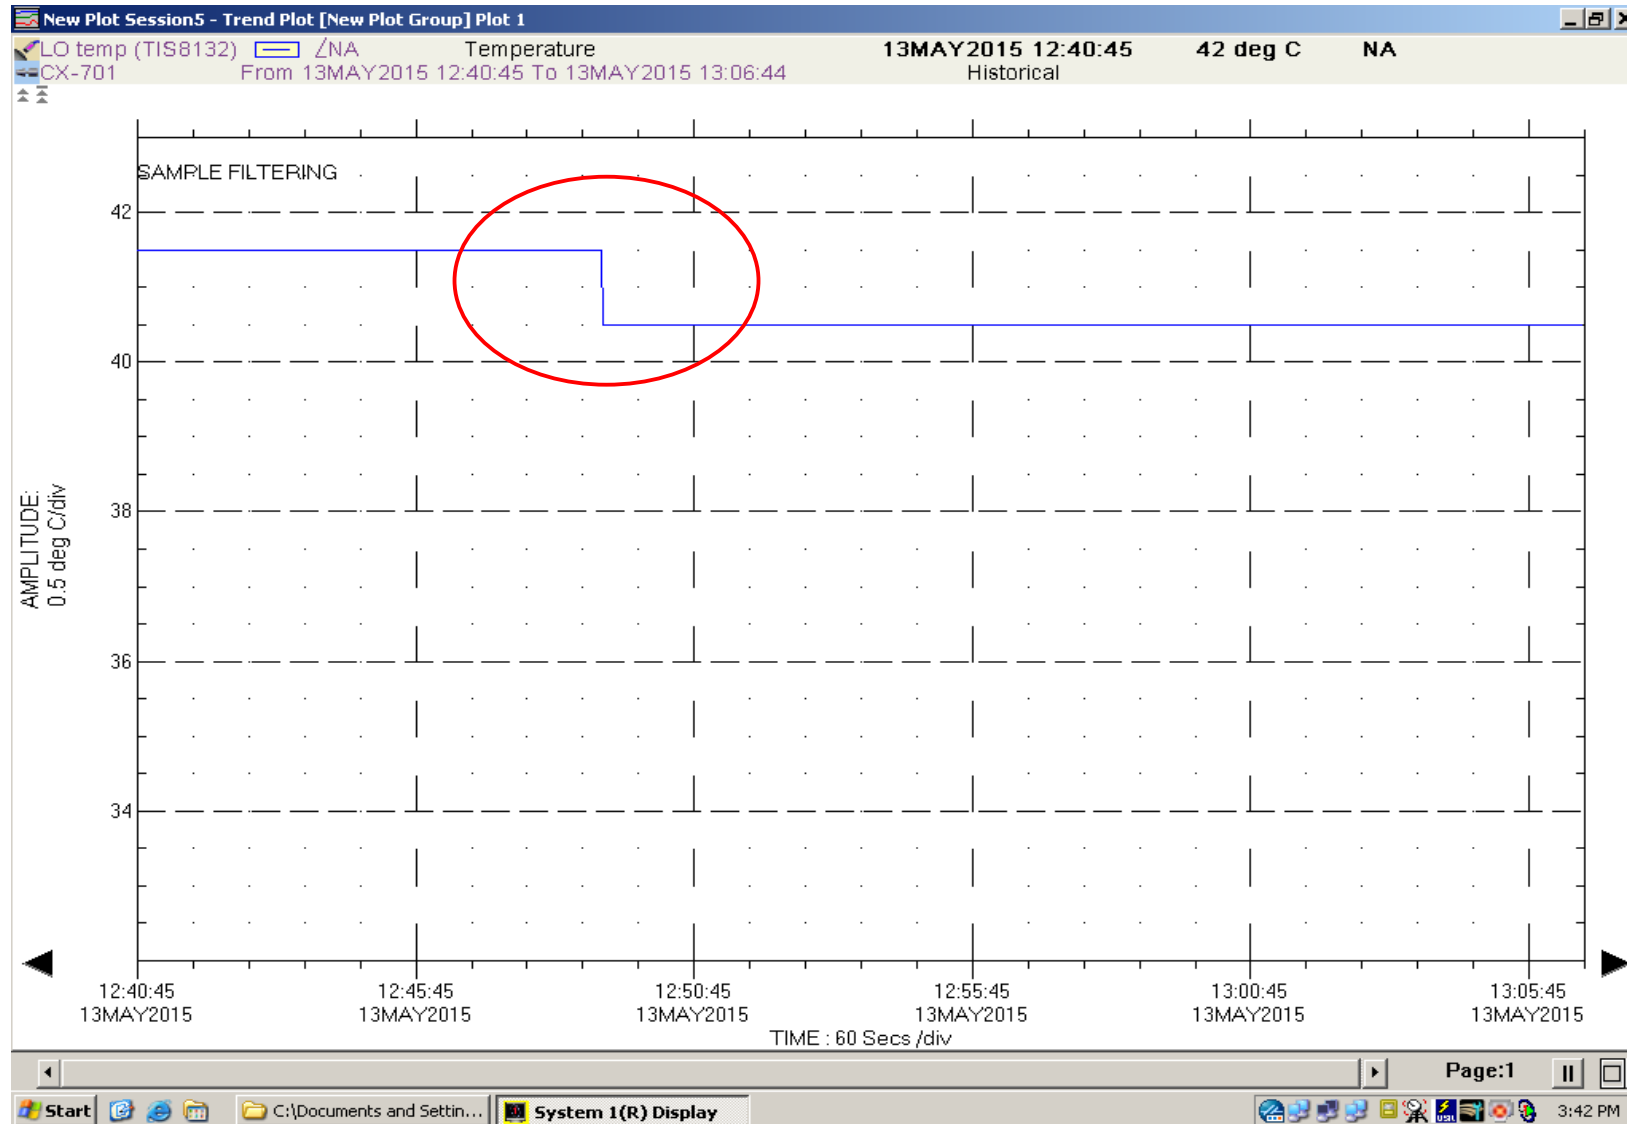 New Plot Session5 - Trend Plot [New Plot Group] Plot 1
LO temp (TIS8132) ∠NA Temperature 13MAY2015 12:40:45 42 deg C NA
CX-701 From 13MAY2015 12:40:45 To 13MAY2015 13:06:44 Historical
SAMPLE FILTERING
42
40
38
36
34
AMPLITUDE:
0.5 deg C/div
12:40:45 12:45:45 12:50:45 12:55:45 13:00:45 13:05:45
13MAY2015 13MAY2015 13MAY2015 13MAY2015 13MAY2015 13MAY2015
TIME : 60 Secs /div
Page:1
Start C:\Documents and Settin... System 1(R) Display 3:42 PM